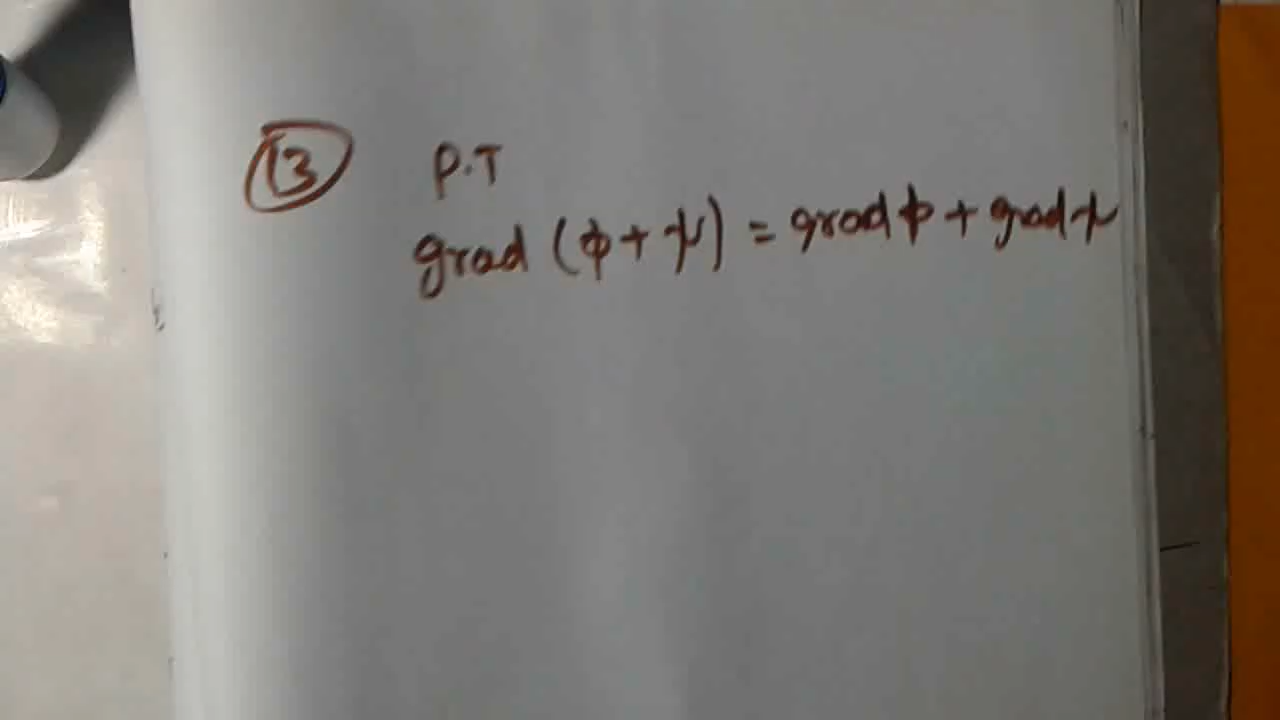 13 P.T
grad (φ + ψ) = grad φ + grad ψ